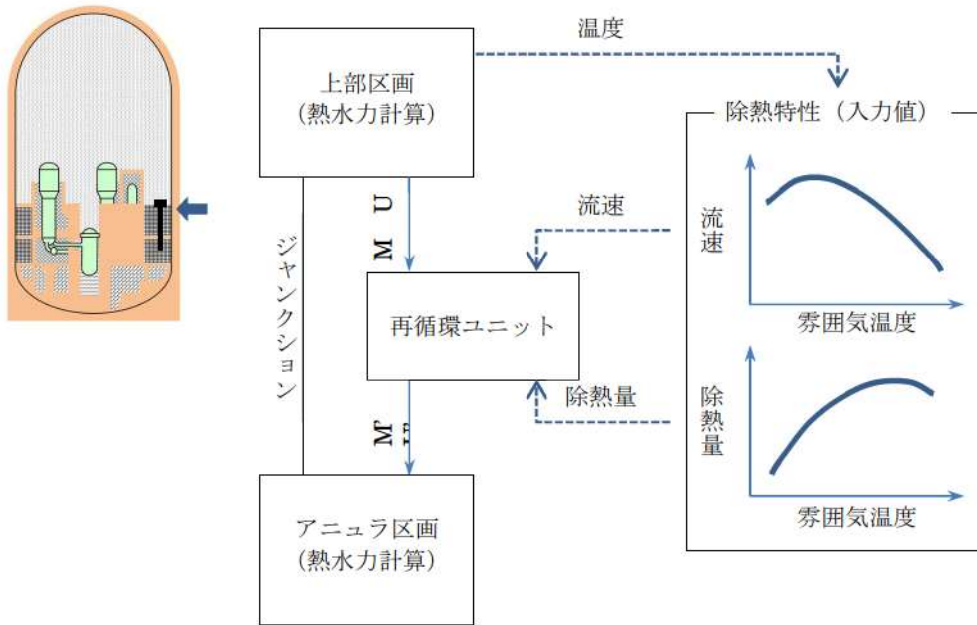 温度
上部区画
(熱水力計算)
除熱特性（入力値）
U
M
流速
流速
ジャンクション
再循環ユニット
雰囲気温度
除熱量
除熱量
雰囲気温度
アニュラ区画
(熱水力計算)